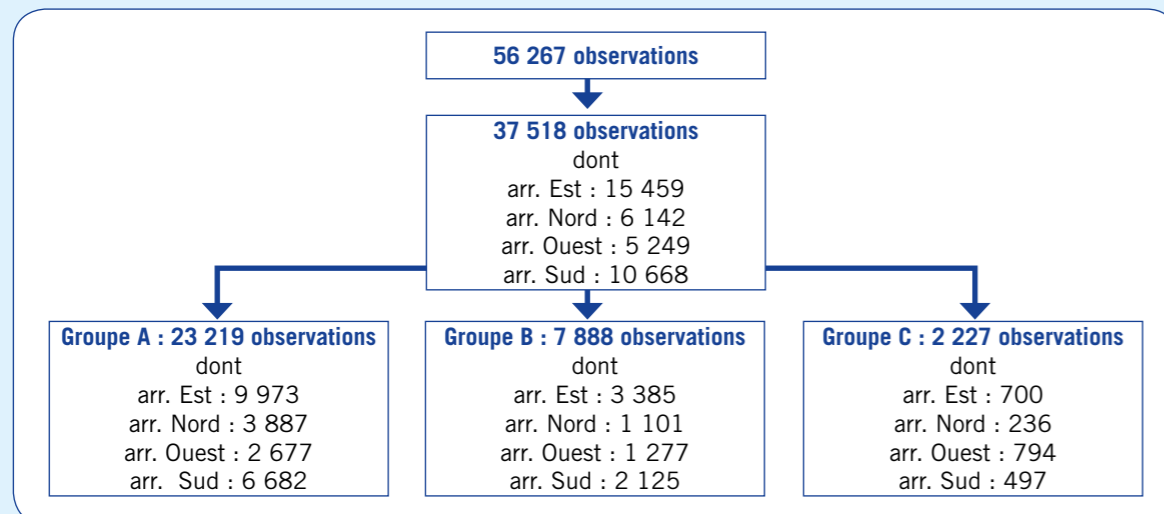 56 267 observations
37 518 observations
dont
arr. Est : 15 459
arr. Nord : 6 142
arr. Ouest : 5 249
arr. Sud : 10 668
Groupe A : 23 219 observations
dont
arr. Est : 9 973
arr. Nord : 3 887
arr. Ouest : 2 677
arr. Sud : 6 682
Groupe B : 7 888 observations
dont
arr. Est : 3 385
arr. Nord : 1 101
arr. Ouest : 1 277
arr. Sud : 2 125
Groupe C : 2 227 observations
dont
arr. Est : 700
arr. Nord : 236
arr. Ouest : 794
arr. Sud : 497